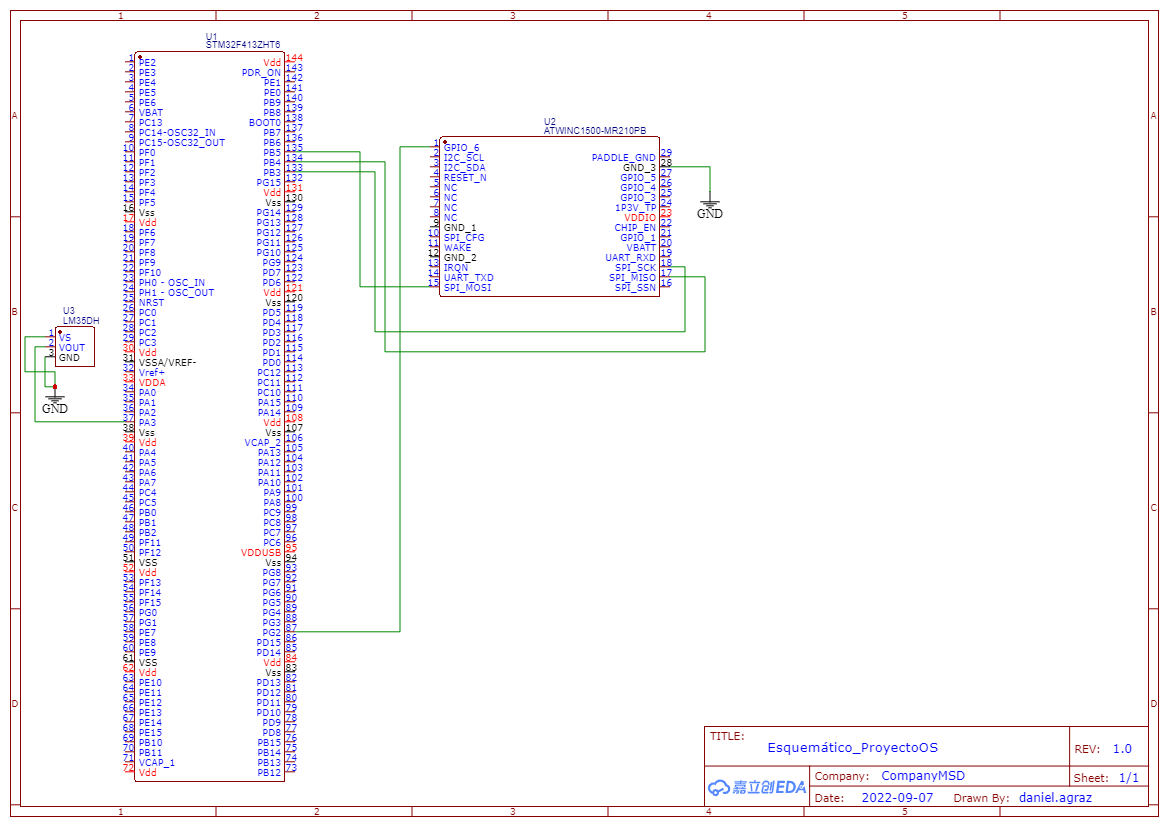 1 2 3 4 5
A
B
C
D
U1
STM32F413ZHT6
1 PE2 Vdd 144
2 PE3 PDR_ON 143
3 PE4 PE1 142
4 PE5 PE0 141
5 PE6 PB9 140
6 VBAT PB8 139
7 PC13 BOOT0 138
8 PC14-OSC32_IN PB7 137
9 PC15-OSC32_OUT PB6 136
10 PF0 PB5 135
11 PF1 PB4 134
12 PF2 PB3 133
13 PF3 PG15 132
14 PF4 Vdd 131
15 PF5 Vss 130
16 Vss PG14 129
17 Vdd PG13 128
18 PF6 PG12 127
19 PF7 PG11 126
20 PF8 PG10 125
21 PF9 PG9 124
22 PF10 PD7 123
23 PH0 - OSC_IN PD6 122
24 PH1 - OSC_OUT Vdd 121
25 NRST Vss 120
26 PC0 PD5 119
27 PC1 PD4 118
28 PC2 PD3 117
29 PC3 PD2 116
30 Vdd PD1 115
31 VSSA/VREF- PD0 114
32 Vref+ PC12 113
33 VDDA PC11 112
34 PA0 PC10 111
35 PA1 PA15 110
36 PA2 PA14 109
37 PA3 Vdd 108
38 Vss Vss 107
39 Vdd VCAP_2 106
40 PA4 PA13 105
41 PA5 PA12 104
42 PA6 PA11 103
43 PA7 PA10 102
44 PC4 PA9 101
45 PC5 PA8 100
46 PB0 PC9 99
47 PB1 PC8 98
48 PB2 PC7 97
49 PF11 PC6 96
50 PF12 VDDUSB 95
51 VSS Vss 94
52 Vdd PG8 93
53 PF13 PG7 92
54 PF14 PG6 91
55 PF15 PG5 90
56 PG0 PG4 89
57 PG1 PG3 88
58 PE7 PG2 87
59 PE8 PD15 86
60 PE9 PD14 85
61 VSS Vdd 84
62 Vdd Vss 83
63 PE10 PD13 82
64 PE11 PD12 81
65 PE12 PD11 80
66 PE13 PD10 79
67 PE14 PD9 78
68 PE15 PD8 77
69 PB10 PB15 76
70 PB11 PB14 75
71 VCAP_1 PB13 74
72 Vdd PB12 73
U2
ATWINC1500-MR210PB
1 GPIO_6
2 I2C_SCL PADDLE_GND 29
3 I2C_SDA GND_3 28
4 RESET_N GPIO_5 27
5 NC GPIO_4 26
6 NC GPIO_3 25
7 NC 1P3V_TP 24
8 NC VDDIO 23
9 GND_1 CHIP_EN 22
10 SPI_CFG GPIO_1 21
11 WAKE VBATT 20
12 GND_2 UART_RXD 19
13 IRQN SPI_SCK 18
14 UART_TXD SPI_MISO 17
15 SPI_MOSI SPI_SSN 16
GND
U3
LM35DH
1 VS
2 VOUT
3 GND
GND
TITLE:
Esquemático_ProyectoOS
REV: 1.0
嘉立创EDA
Company: CompanyMSD
Sheet: 1/1
Date: 2022-09-07 Drawn By: daniel.agraz
A
B
C
D
1 2 3 4 5